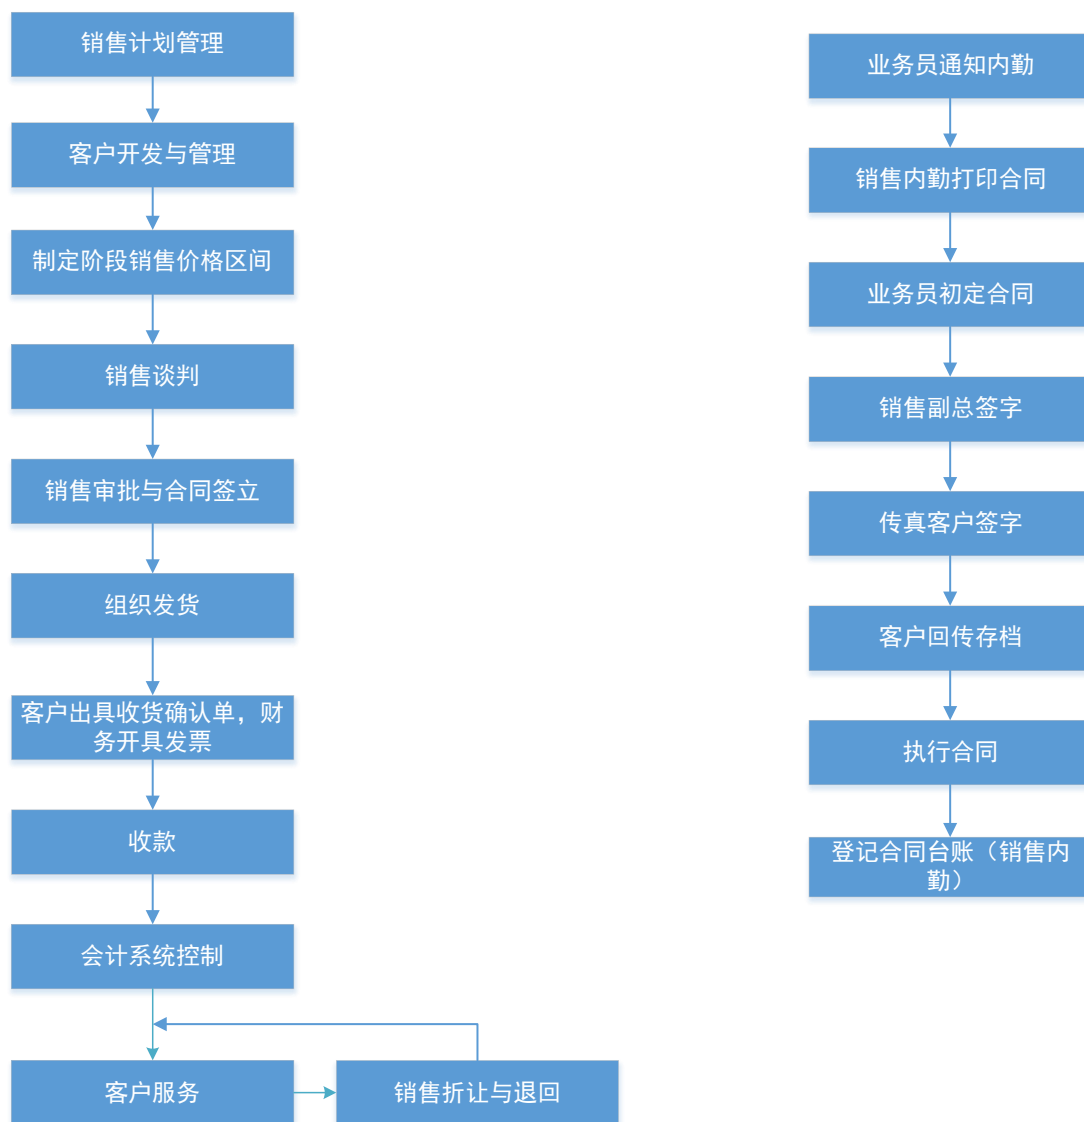 销售计划管理
客户开发与管理
制定阶段销售价格区间
销售谈判
销售审批与合同签立
组织发货
客户出具收货确认单，财
务开具发票
收款
会计系统控制
客户服务
销售折让与退回
业务员通知内勤
销售内勤打印合同
业务员初定合同
销售副总签字
传真客户签字
客户回传存档
执行合同
登记合同台账（销售内
勤）